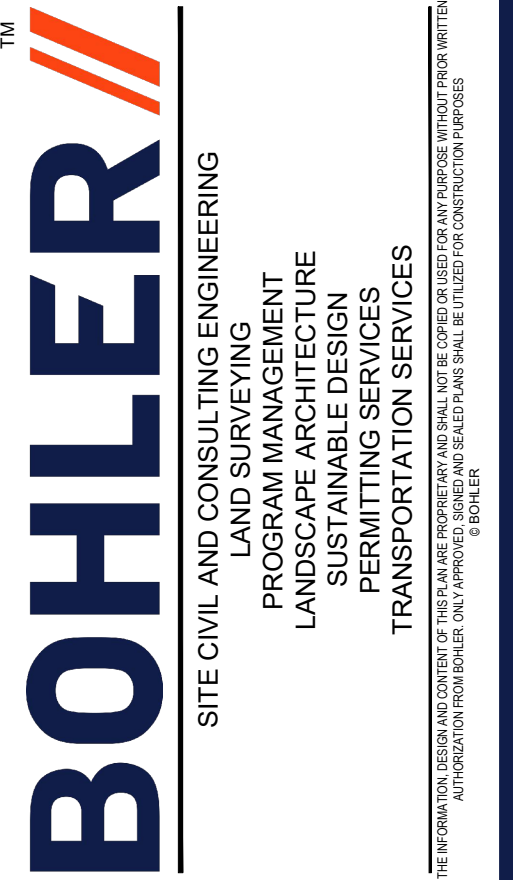 BOHLER//
TM
SITE CIVIL AND CONSULTING ENGINEERING
LAND SURVEYING
PROGRAM MANAGEMENT
LANDSCAPE ARCHITECTURE
SUSTAINABLE DESIGN
PERMITTING SERVICES
TRANSPORTATION SERVICES
THE INFORMATION, DESIGN AND CONTENT OF THIS PLAN ARE PROPRIETARY AND SHALL NOT BE COPIED OR USED FOR ANY PURPOSE WITHOUT PRIOR WRITTEN
AUTHORIZATION FROM BOHLER. ONLY APPROVED, SIGNED AND SEALED PLANS SHALL BE UTILIZED FOR CONSTRUCTION PURPOSES
© BOHLER